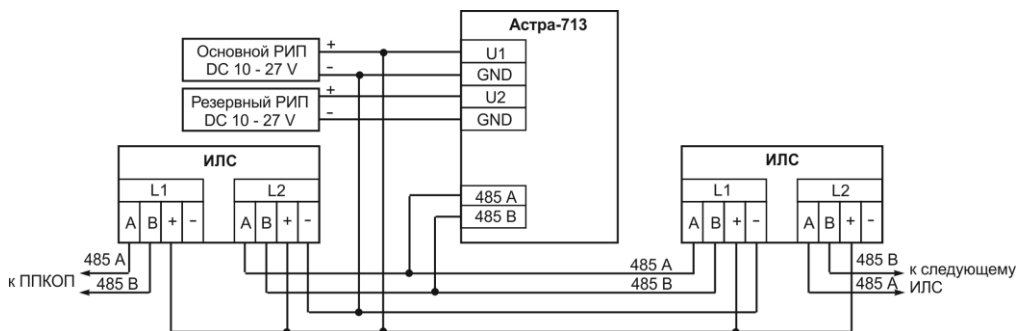 Астра-713
Основной РИП
DC 10 - 27 V
+
-
U1
GND
Резервный РИП
DC 10 - 27 V
+
-
U2
GND
485 A
485 B
ИЛС
L1
L2
A B + -
A B + -
ИЛС
L1
L2
A B + -
A B + -
485 A
к ППКОП
485 B
485 A
485 B
485 B
к следующему
485 A
ИЛС